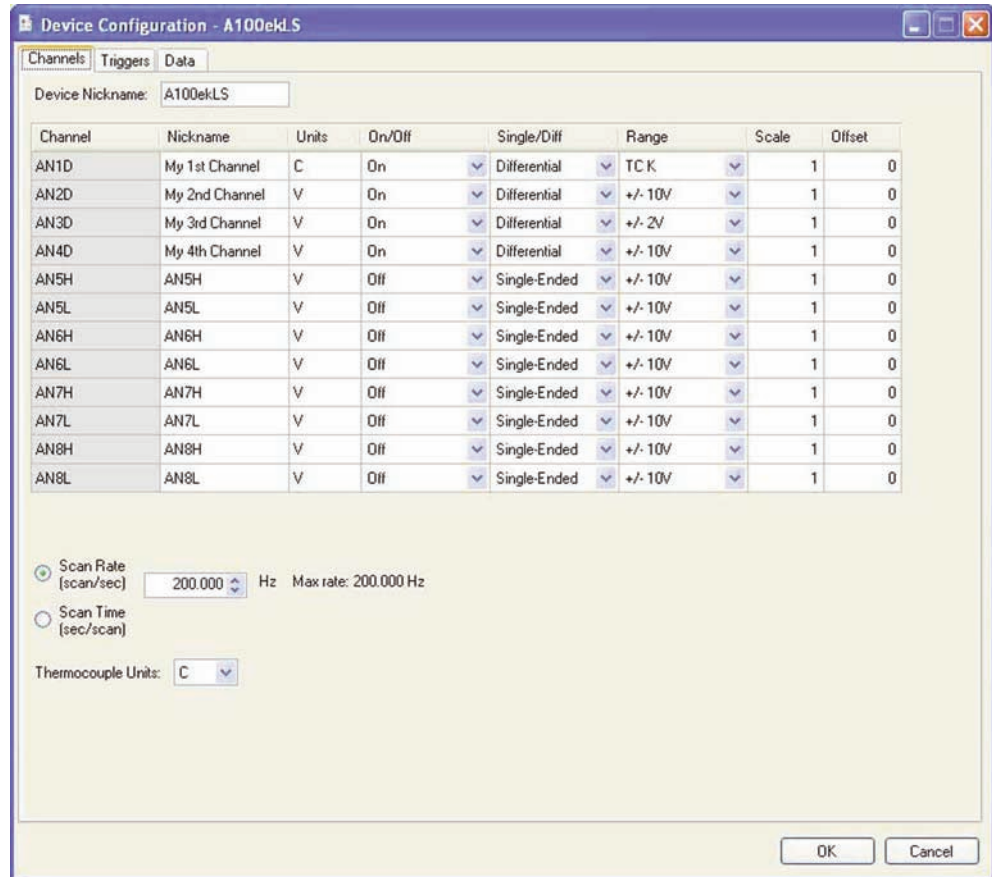 Device Configuration - A100ekLS
Channels Triggers Data
Device Nickname: A100ekLS
Channel Nickname Units On/Off Single/Diff Range Scale Offset
AN1D My 1st Channel C On Differential TC K 1 0
AN2D My 2nd Channel V On Differential +/- 10V 1 0
AN3D My 3rd Channel V On Differential +/- 2V 1 0
AN4D My 4th Channel V On Differential +/- 10V 1 0
AN5H AN5H V Off Single-Ended +/- 10V 1 0
AN5L AN5L V Off Single-Ended +/- 10V 1 0
AN6H AN6H V Off Single-Ended +/- 10V 1 0
AN6L AN6L V Off Single-Ended +/- 10V 1 0
AN7H AN7H V Off Single-Ended +/- 10V 1 0
AN7L AN7L V Off Single-Ended +/- 10V 1 0
AN8H AN8H V Off Single-Ended +/- 10V 1 0
AN8L AN8L V Off Single-Ended +/- 10V 1 0
Scan Rate
(scan/sec) 200.000 Hz Max rate: 200.000 Hz
Scan Time
(sec/scan)
Thermocouple Units: C
OK Cancel